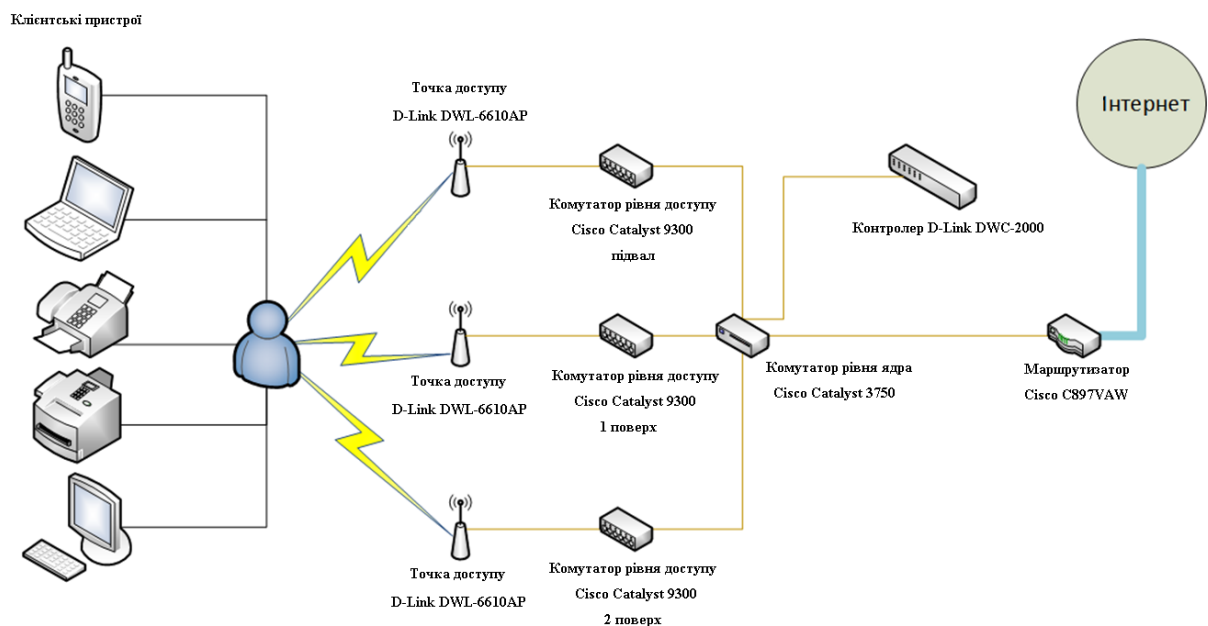 Клієнтські пристрої
Точка доступу
D-Link DWL-6610AP
Комутатор рівня доступу
Cisco Catalyst 9300
підвал
Контролер D-Link DWC-2000
Інтернет
Точка доступу
D-Link DWL-6610AP
Комутатор рівня доступу
Cisco Catalyst 9300
1 поверх
Комутатор рівня ядра
Cisco Catalyst 3750
Маршрутизатор
Cisco C897VAW
Точка доступу
D-Link DWL-6610AP
Комутатор рівня доступу
Cisco Catalyst 9300
2 поверх